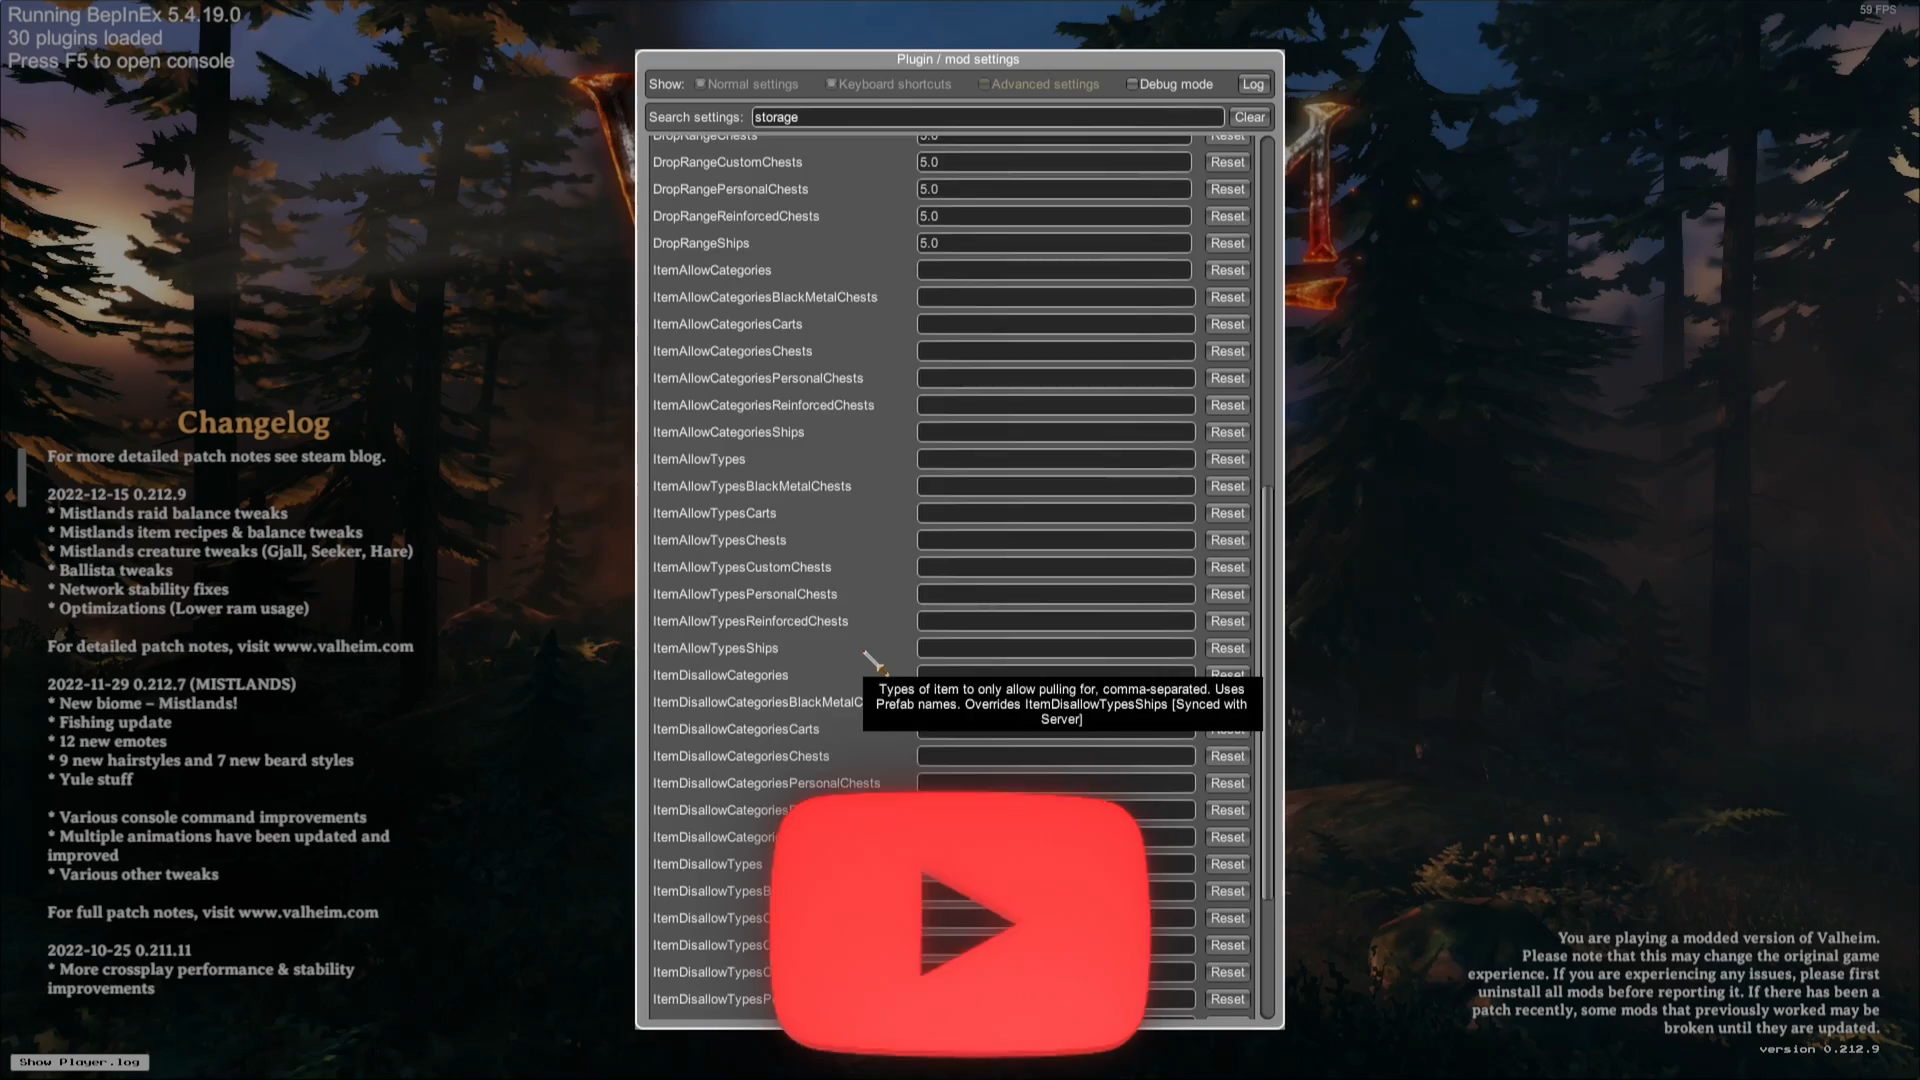 Running BepInEx 5.4.19.0
30 plugins loaded
Press F5 to open console
59 FPS
Plugin / mod settings
Show: Normal settings Keyboard shortcuts Advanced settings Debug mode Log
Search settings: storage Clear
DropRangeChests 5.0 Reset
DropRangeCustomChests 5.0 Reset
DropRangePersonalChests 5.0 Reset
DropRangeReinforcedChests 5.0 Reset
DropRangeShips 5.0 Reset
ItemAllowCategories Reset
ItemAllowCategoriesBlackMetalChests Reset
ItemAllowCategoriesCarts Reset
ItemAllowCategoriesChests Reset
ItemAllowCategoriesPersonalChests Reset
ItemAllowCategoriesReinforcedChests Reset
ItemAllowCategoriesShips Reset
ItemAllowTypes Reset
ItemAllowTypesBlackMetalChests Reset
ItemAllowTypesCarts Reset
ItemAllowTypesChests Reset
ItemAllowTypesCustomChests Reset
ItemAllowTypesPersonalChests Reset
ItemAllowTypesReinforcedChests Reset
ItemAllowTypesShips Reset
ItemDisallowCategories Reset
ItemDisallowCategoriesBlackMetalC
Types of item to only allow pulling for, comma-separated. Uses
Prefab names. Overrides ItemDisallowTypesShips [Synced with
Server]
ItemDisallowCategoriesCarts Reset
ItemDisallowCategoriesChests Reset
ItemDisallowCategoriesPersonalChests Reset
ItemDisallowCategories Reset
ItemDisallowCategori Reset
ItemDisallowTypes Reset
ItemDisallowTypesB Reset
ItemDisallowTypesC Reset
ItemDisallowTypesC Reset
ItemDisallowTypesC Reset
ItemDisallowTypesP Reset
Changelog
For more detailed patch notes see steam blog.
2022-12-15 0.212.9
* Mistlands raid balance tweaks
* Mistlands item recipes & balance tweaks
* Mistlands creature tweaks (Gjall, Seeker, Hare)
* Ballista tweaks
* Network stability fixes
* Optimizations (Lower ram usage)
For detailed patch notes, visit www.valheim.com
2022-11-29 0.212.7 (MISTLANDS)
* New biome – Mistlands!
* Fishing update
* 12 new emotes
* 9 new hairstyles and 7 new beard styles
* Yule stuff
* Various console command improvements
* Multiple animations have been updated and
improved
* Various other tweaks
For full patch notes, visit www.valheim.com
2022-10-25 0.211.11
* More crossplay performance & stability
improvements
Show Player.log
You are playing a modded version of Valheim.
Please note that this may change the original game
experience. If you are experiencing any issues, please first
uninstall all mods before reporting it. If there has been a
patch recently, some mods that previously worked may be
broken until they are updated.
version 0.212.9